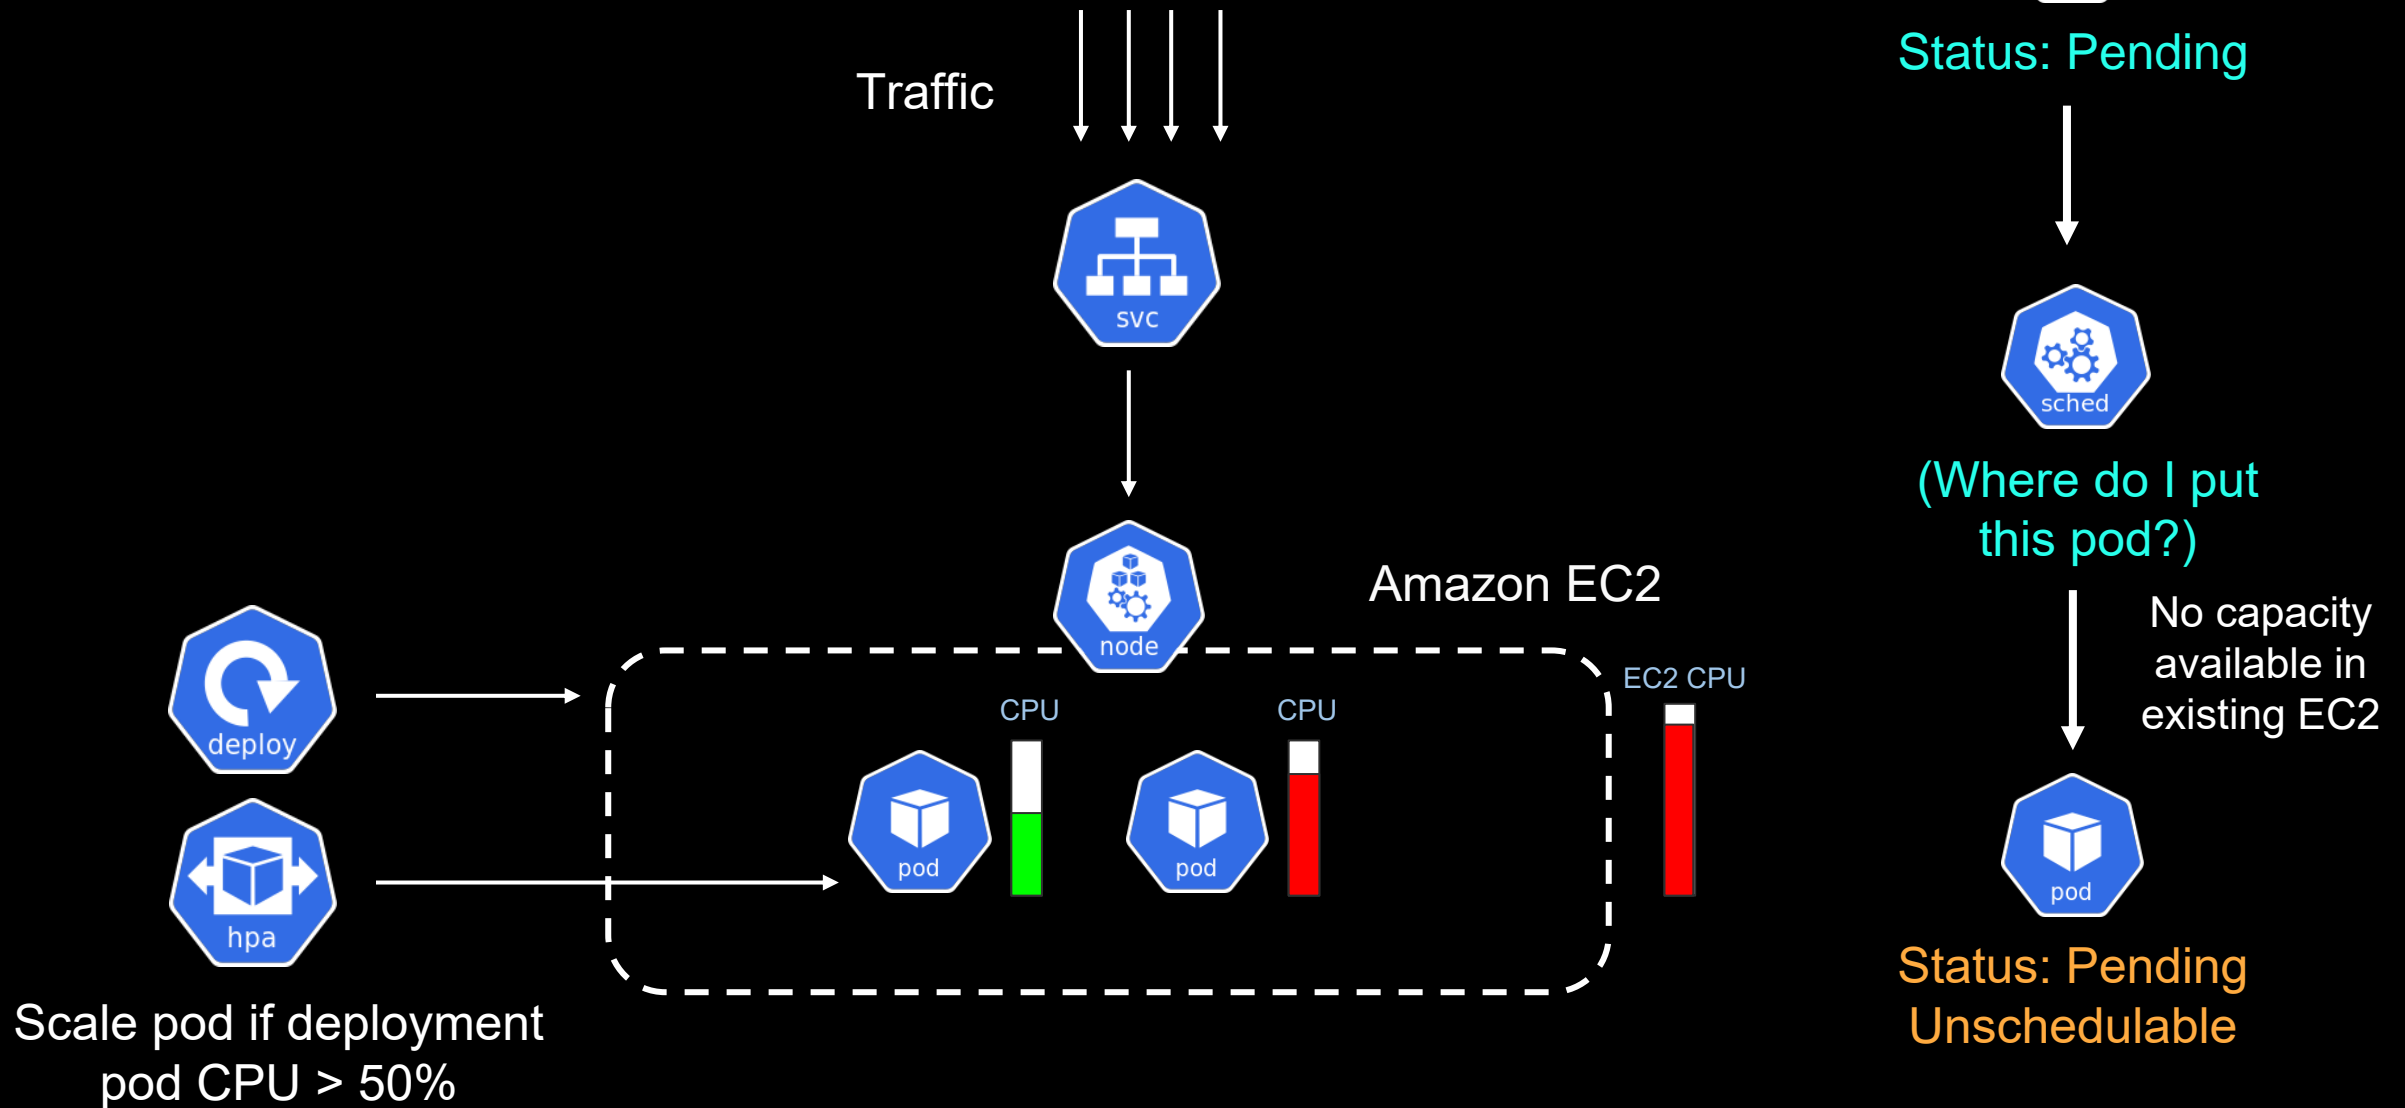 Traffic
svc
node
Amazon EC2
deploy
hpa
Scale pod if deployment
pod CPU > 50%
CPU
pod
CPU
pod
EC2 CPU
Status: Pending
sched
(Where do I put
this pod?)
No capacity
available in
existing EC2
pod
Status: Pending
Unschedulable